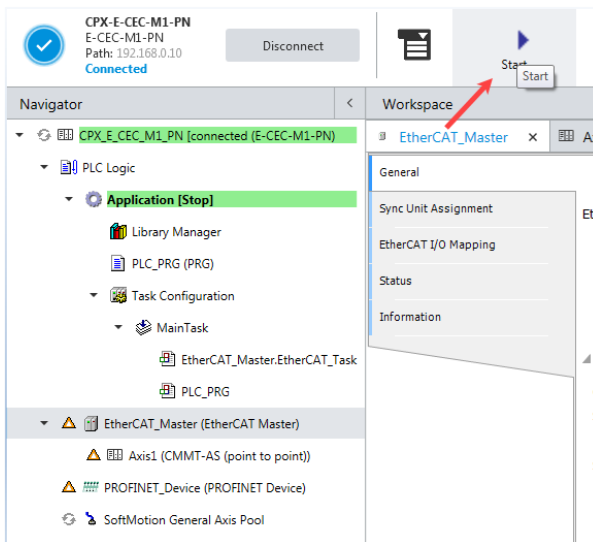 CPX-E-CEC-M1-PN
E-CEC-M1-PN
Path: 192.168.0.10
Connected
Disconnect
Start
Start
Navigator
Workspace
CPX_E_CEC_M1_PN [connected (E-CEC-M1-PN)
EtherCAT_Master
PLC Logic
General
Application [Stop]
Sync Unit Assignment
Library Manager
EtherCAT I/O Mapping
PLC_PRG (PRG)
Status
Task Configuration
Information
MainTask
EtherCAT_Master.EtherCAT_Task
PLC_PRG
EtherCAT_Master (EtherCAT Master)
Axis1 (CMMT-AS (point to point))
PROFINET_Device (PROFINET Device)
SoftMotion General Axis Pool